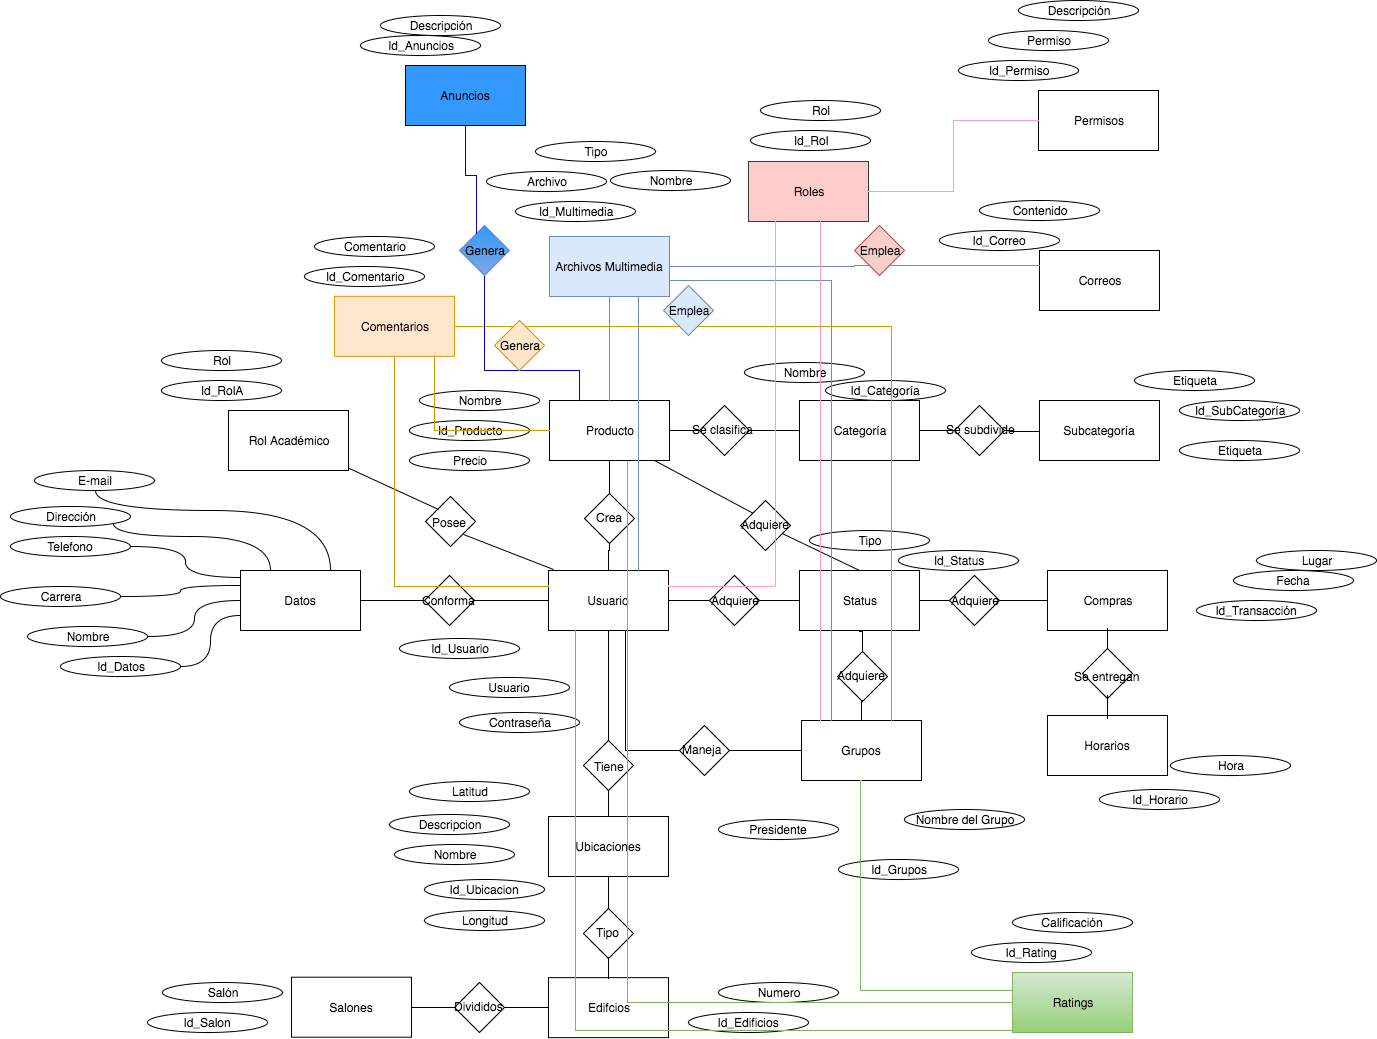 Descripción
Descripción
Id_Anuncios
Permiso
Id_Permiso
Anuncios
Rol
Permisos
Id_Rol
Tipo
Archivo
Nombre
Roles
Id_Multimedia
Contenido
Id_Correo
Comentario
Genera
Emplea
Archivos Multimedia
Id_Comentario
Correos
Emplea
Comentarios
Genera
Rol
Id_RolA
Nombre
Etiqueta
Id_Categoría
Nombre
Id_SubCategoría
Rol Académico
Id_Producto
Producto
Se clasifica
Categoría
Se subdivide
Subcategoría
Etiqueta
Precio
E-mail
Dirección
Posee
Crea
Adquiere
Telefono
Tipo
Id_Status
Lugar
Fecha
Carrera
Datos
Conforma
Usuario
Adquiere
Status
Adquiere
Compras
Id_Transacción
Nombre
Id_Usuario
Id_Datos
Adquiere
Se entregan
Usuario
Contraseña
Maneja
Grupos
Horarios
Tiene
Hora
Latitud
Id_Horario
Descripcion
Presidente
Nombre del Grupo
Nombre
Ubicaciones
Id_Grupos
Id_Ubicacion
Longitud
Tipo
Calificación
Id_Rating
Salón
Numero
Salones
Divididos
Edifcios
Ratings
Id_Salon
Id_Edificios